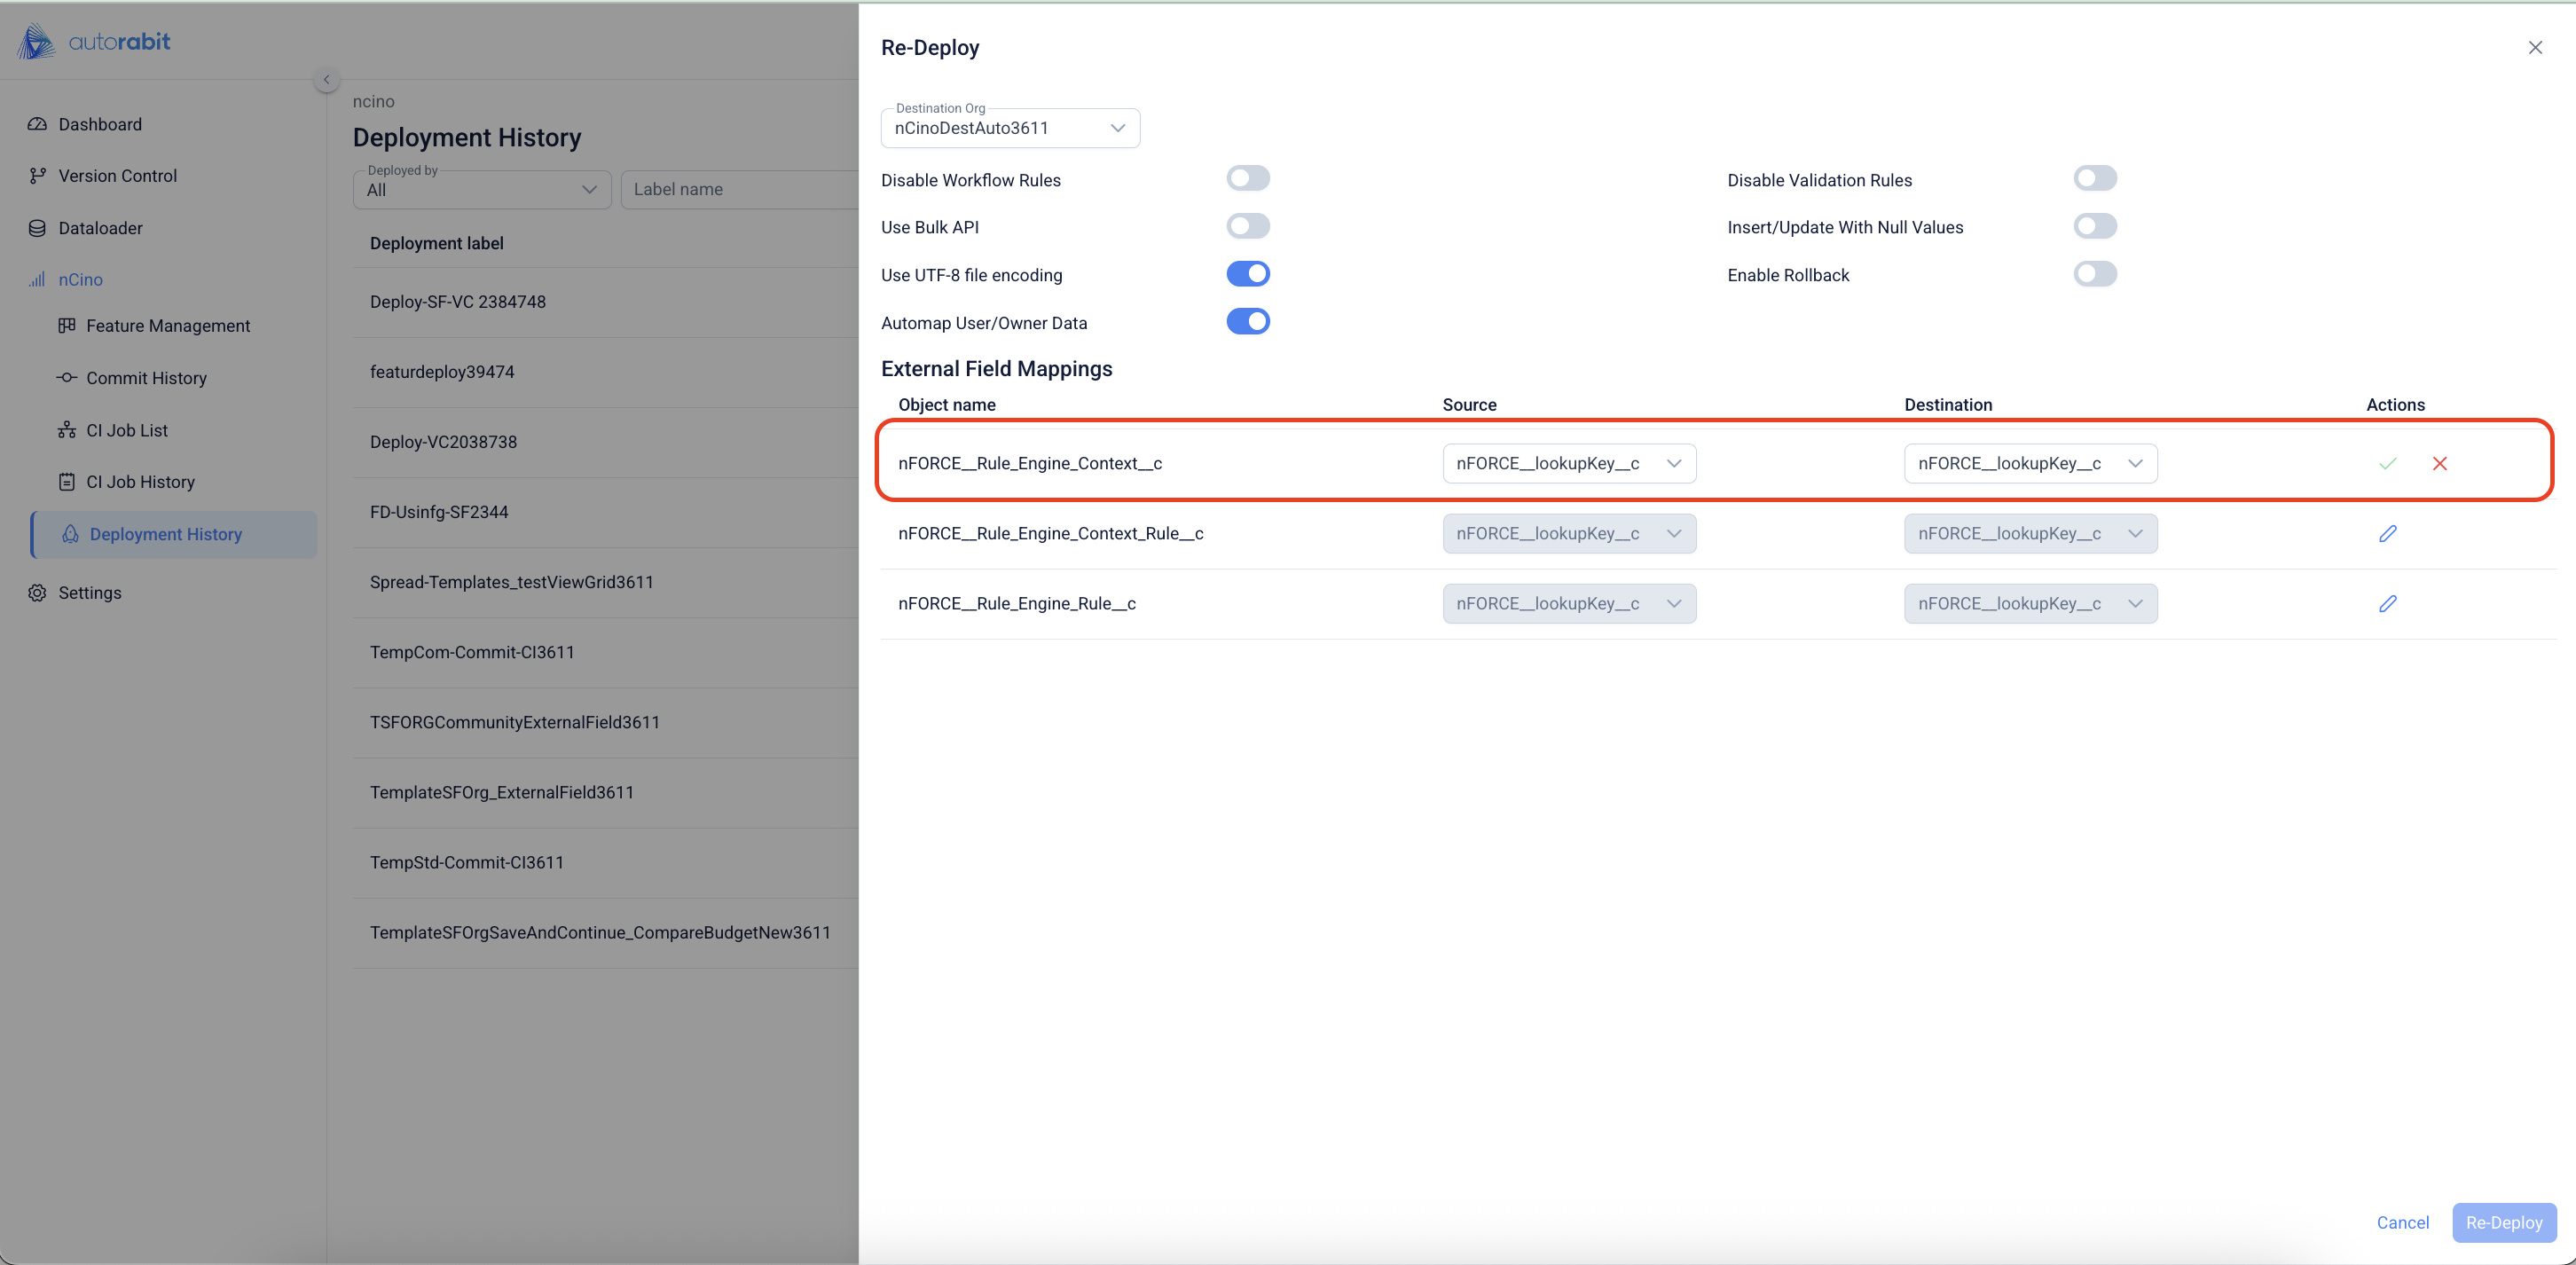 autorabit
Dashboard
Version Control
Dataloader
nCino
Feature Management
Commit History
CI Job List
CI Job History
Deployment History
Settings
ncino
Deployment History
Deployed by
All
Label name
Deployment label
Deploy-SF-VC 2384748
featurdeploy39474
Deploy-VC2038738
FD-Usinfg-SF2344
Spread-Templates_testViewGrid3611
TempCom-Commit-CI3611
TSFORGCommunityExternalField3611
TemplateSFOrg_ExternalField3611
TempStd-Commit-CI3611
TemplateSFOrgSaveAndContinue_CompareBudgetNew3611
Re-Deploy
Destination Org
nCinoDestAuto3611
Disable Workflow Rules
Disable Validation Rules
Use Bulk API
Insert/Update With Null Values
Use UTF-8 file encoding
Enable Rollback
Automap User/Owner Data
External Field Mappings
Object name Source Destination Actions
nFORCE__Rule_Engine_Context__c nFORCE__lookupKey__c nFORCE__lookupKey__c
nFORCE__Rule_Engine_Context_Rule__c nFORCE__lookupKey__c nFORCE__lookupKey__c
nFORCE__Rule_Engine_Rule__c nFORCE__lookupKey__c nFORCE__lookupKey__c
Cancel Re-Deploy